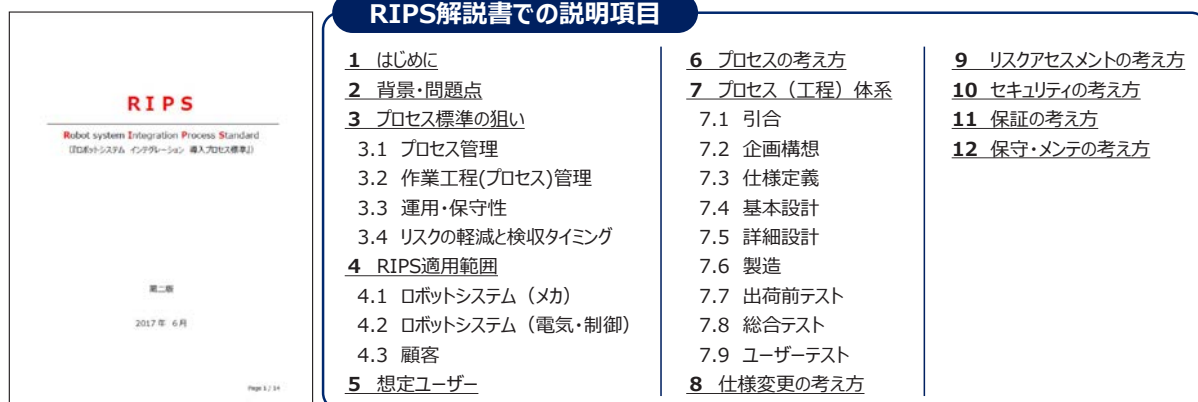 RIPS
Robot system Integration Process Standard
(『ロボットシステム インテグレーション 導入プロセス標準』)
第二版
2017年 6月
Page 1 / 14
RIPS解説書での説明項目
1 はじめに
2 背景・問題点
3 プロセス標準の狙い
3.1 プロセス管理
3.2 作業工程(プロセス)管理
3.3 運用・保守性
3.4 リスクの軽減と検収タイミング
4 RIPS適用範囲
4.1 ロボットシステム（メカ）
4.2 ロボットシステム（電気・制御）
4.3 顧客
5 想定ユーザー
6 プロセスの考え方
7 プロセス（工程）体系
7.1 引合
7.2 企画構想
7.3 仕様定義
7.4 基本設計
7.5 詳細設計
7.6 製造
7.7 出荷前テスト
7.8 総合テスト
7.9 ユーザーテスト
8 仕様変更の考え方
9 リスクアセスメントの考え方
10 セキュリティの考え方
11 保証の考え方
12 保守・メンテの考え方